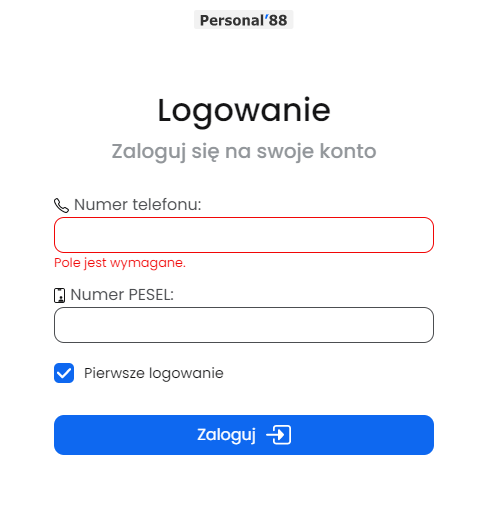 Personal'88
Logowanie
Zaloguj się na swoje konto
Numer telefonu:
Pole jest wymagane.
Numer PESEL:
Pierwsze logowanie
Zaloguj